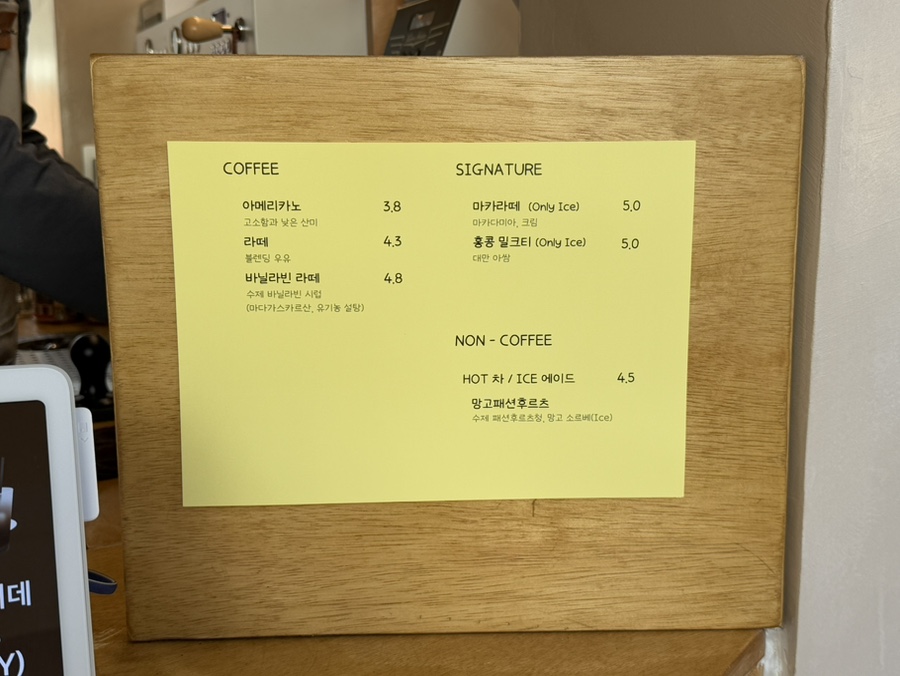 COFFEE
아메리카노 3.8
고소함과 낮은 산미
라떼 4.3
블렌딩 우유
바닐라빈 라떼 4.8
수제 바닐라빈 시럽
(마다가스카르산, 유기농 설탕)
SIGNATURE
마카라떼 (Only Ice) 5.0
마카다미아, 크림
홍콩 밀크티 (Only Ice) 5.0
대만 아쌈
NON - COFFEE
HOT 차 / ICE 에이드 4.5
망고패션후르츠
수제 패션후르츠청, 망고 소르베(Ice)
데
Y)